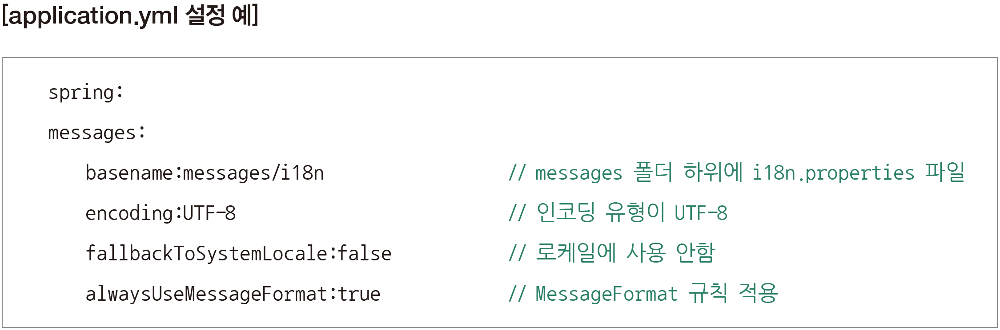 [application.yml 설정 예]
spring:
messages:
basename:messages/i18n // messages 폴더 하위에 i18n.properties 파일
encoding:UTF-8 // 인코딩 유형이 UTF-8
fallbackToSystemLocale:false // 로케일에 사용 안함
alwaysUseMessageFormat:true // MessageFormat 규칙 적용